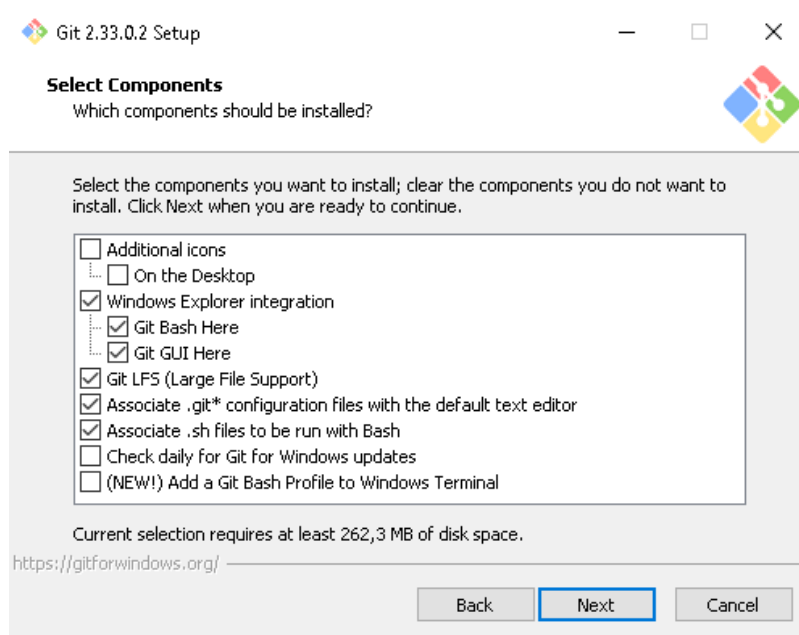 Git 2.33.0.2 Setup
Select Components
Which components should be installed?
Select the components you want to install; clear the components you do not want to
install. Click Next when you are ready to continue.
Additional icons
On the Desktop
Windows Explorer integration
Git Bash Here
Git GUI Here
Git LFS (Large File Support)
Associate .git* configuration files with the default text editor
Associate .sh files to be run with Bash
Check daily for Git for Windows updates
(NEW!) Add a Git Bash Profile to Windows Terminal
Current selection requires at least 262,3 MB of disk space.
https://gitforwindows.org/
Back Next Cancel